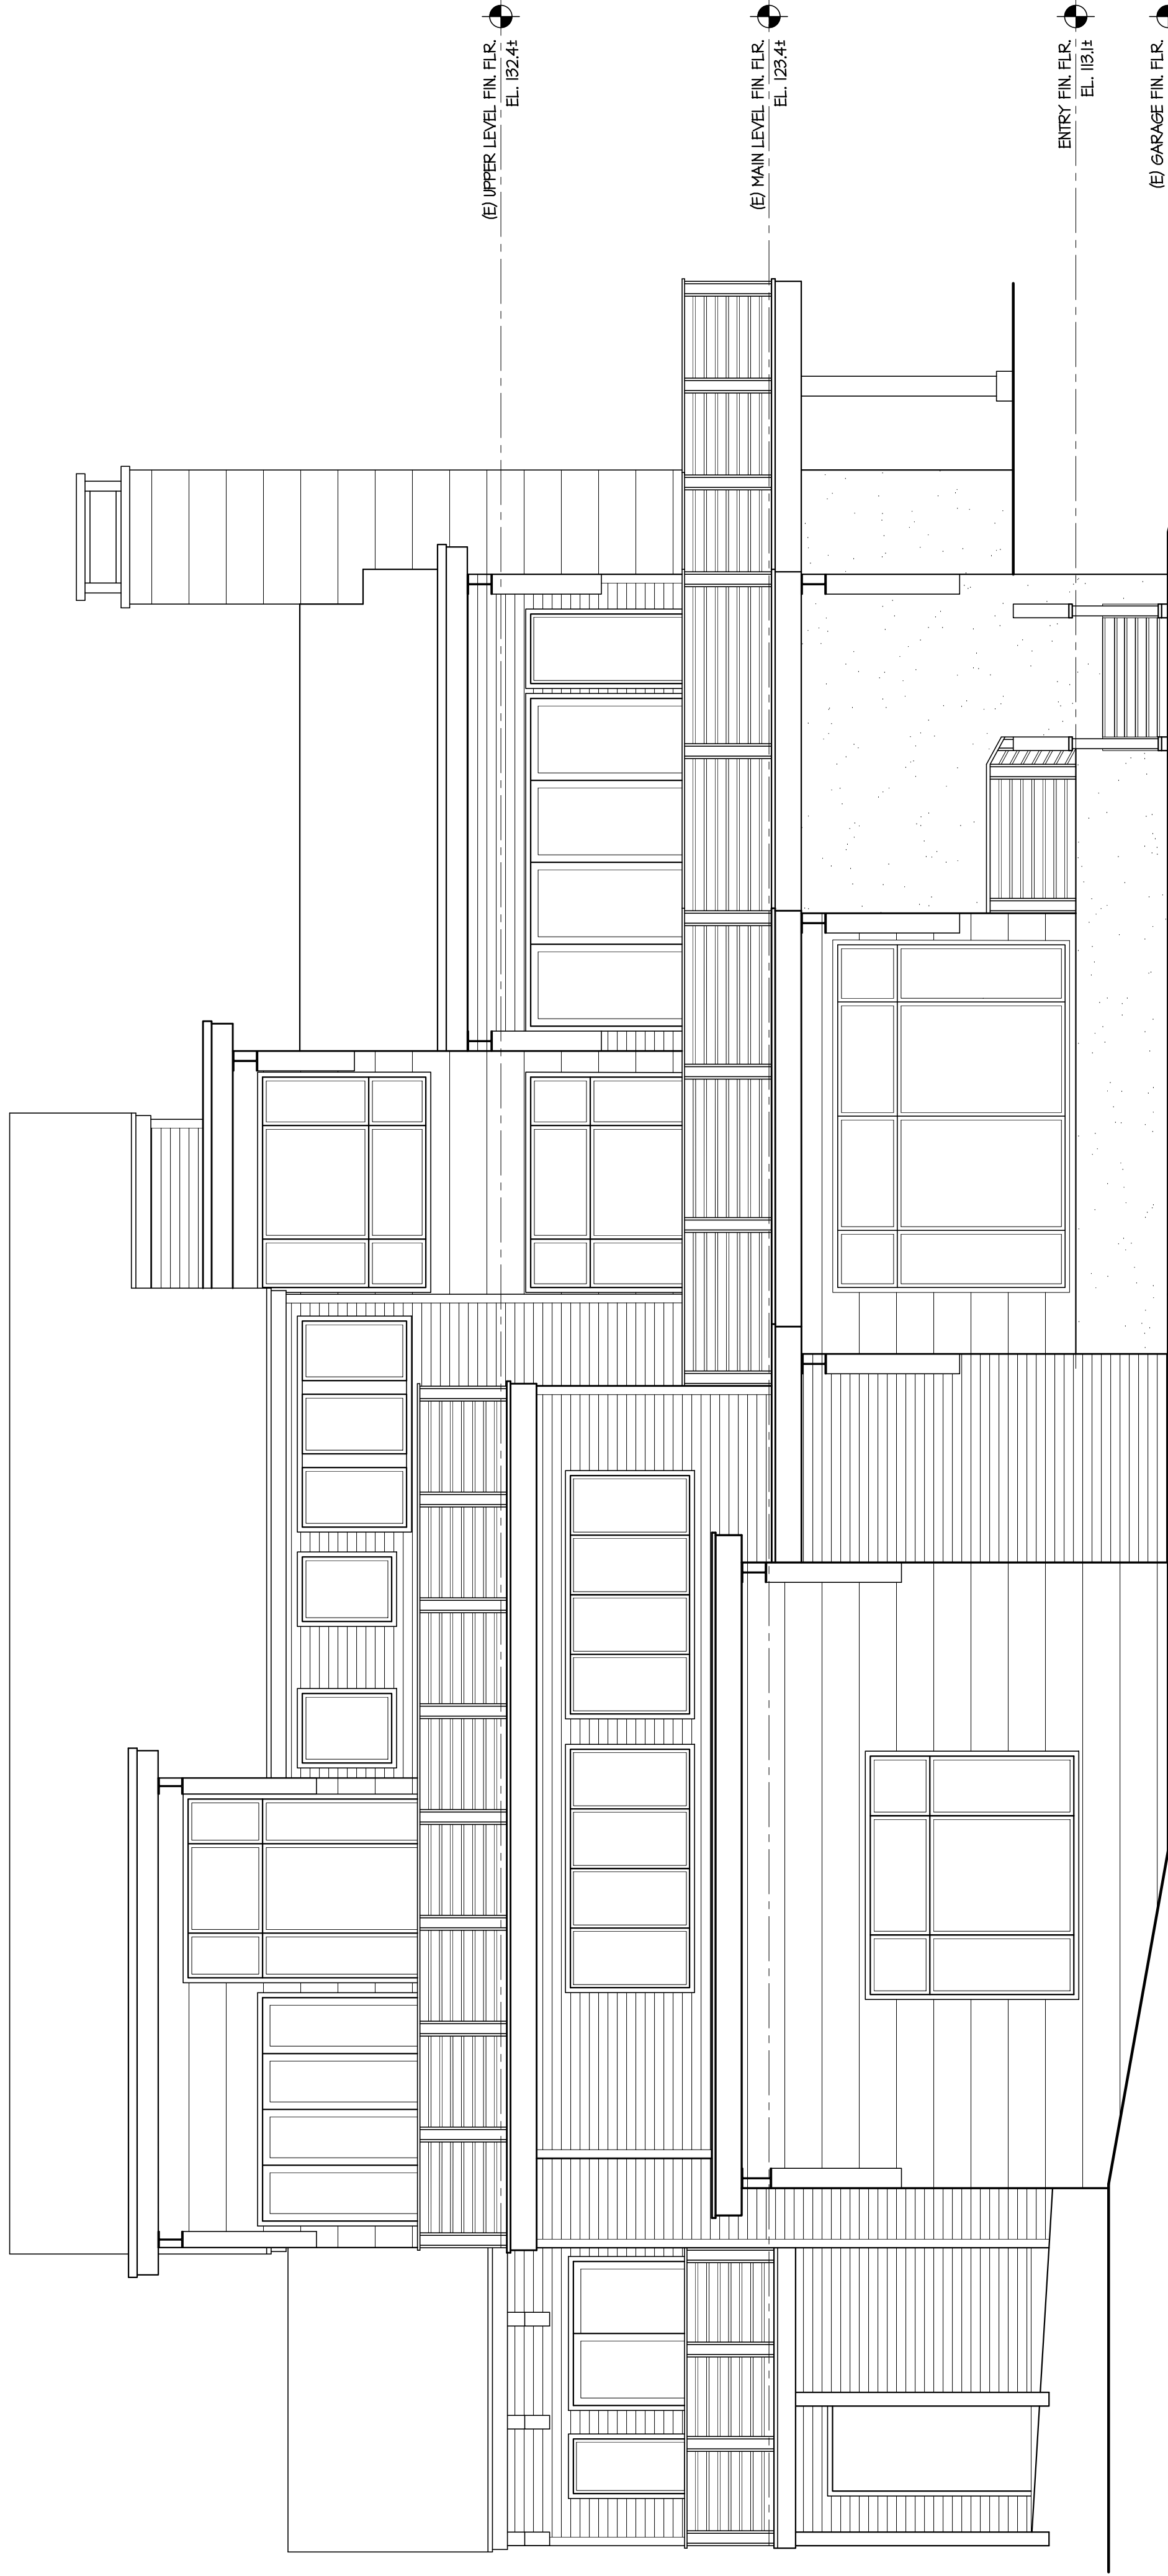 (E) UPPER LEVEL FIN. FLR.
EL. 132.4±
(E) MAIN LEVEL FIN. FLR.
EL. 123.4±
ENTRY FIN. FLR.
EL. 113.1±
(E) GARAGE FIN. FLR.